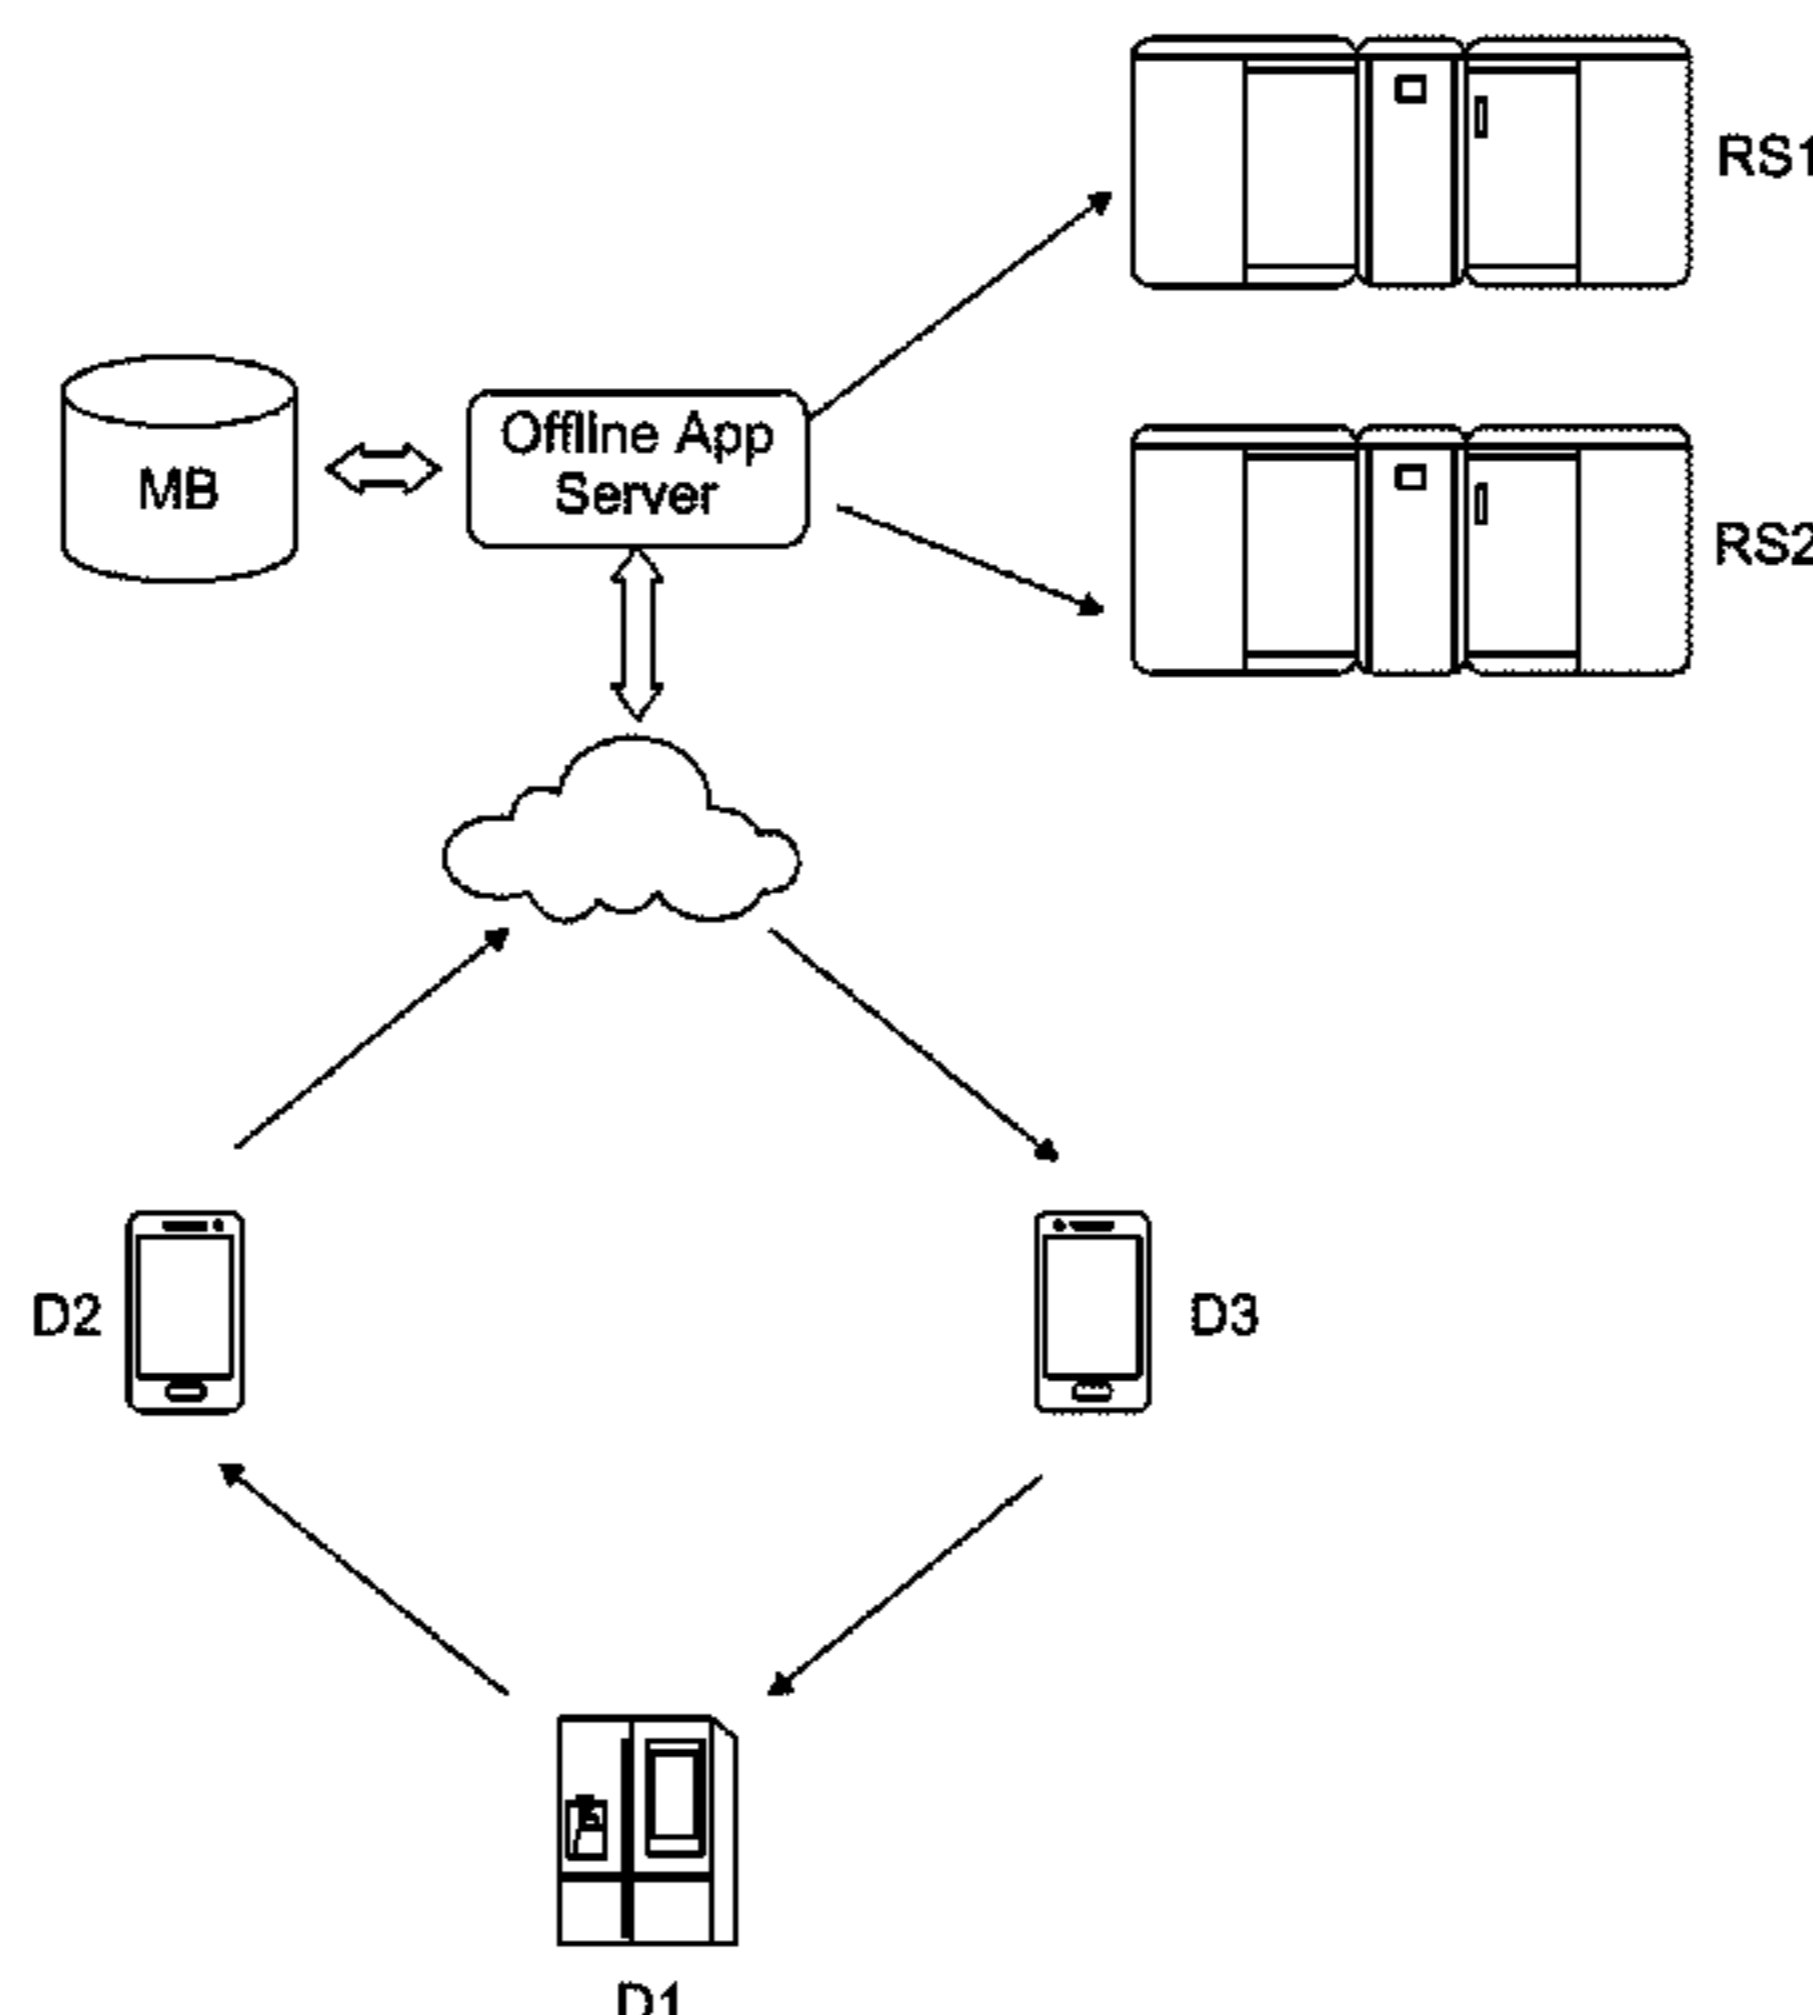 RS1
Offline App
Server
MB
RS2
D2
D3
D1